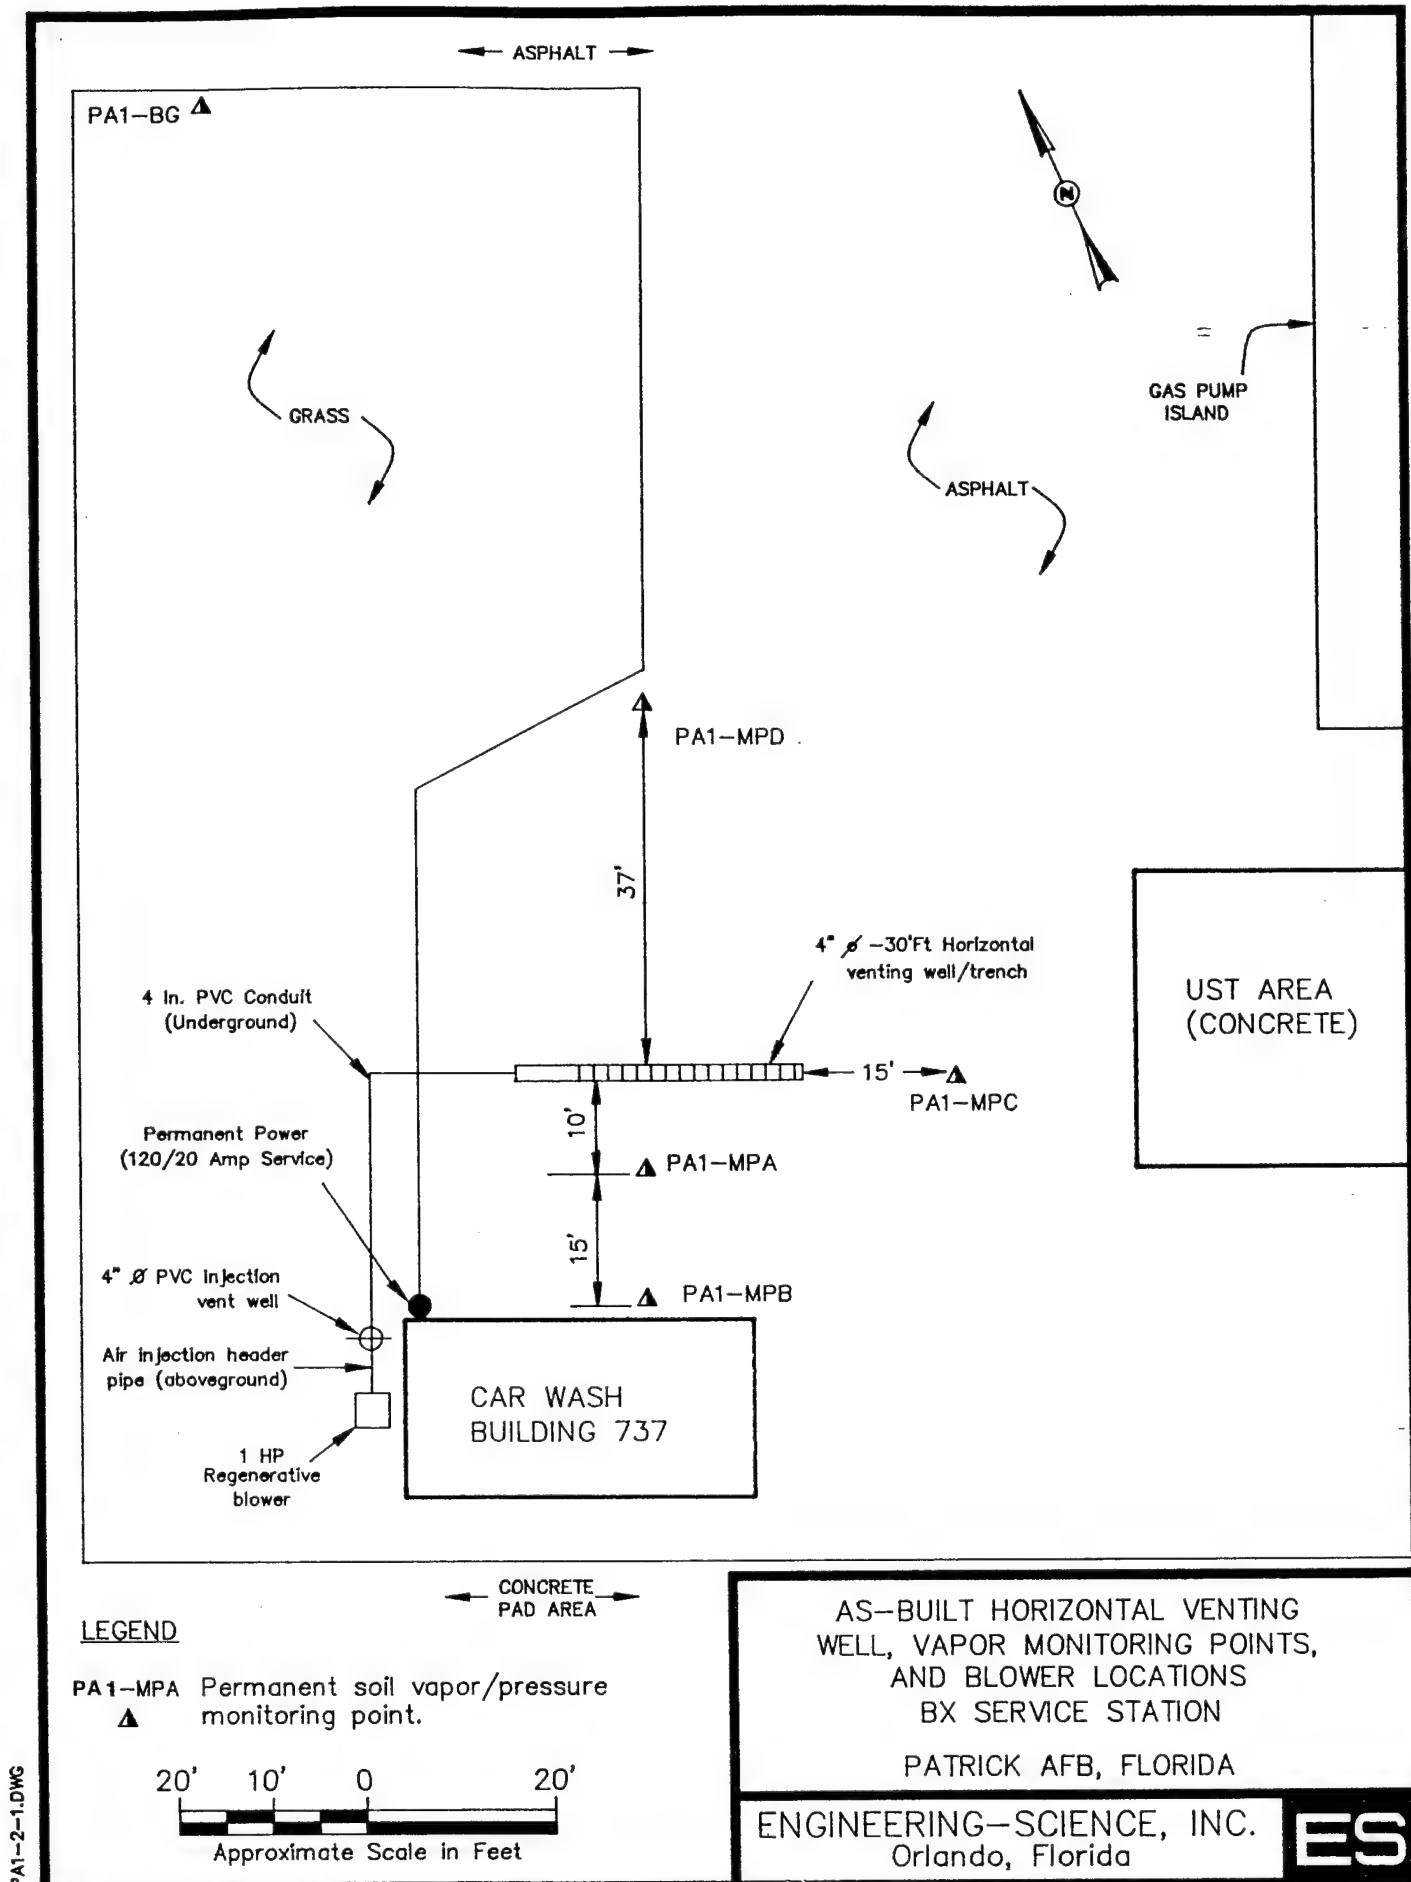 ASPHALT
PA1-BG
N
GAS PUMP
ISLAND
GRASS
ASPHALT
PA1-MPD
37'
4" ø -30'Ft Horizontal
venting well/trench
UST AREA
(CONCRETE)
4 In. PVC Conduit
(Underground)
15'
PA1-MPC
10'
Permanent Power
(120/20 Amp Service)
PA1-MPA
15'
4" Ø PVC Injection
vent well
PA1-MPB
Air injection header
pipe (aboveground)
CAR WASH
BUILDING 737
1 HP
Regenerative
blower
CONCRETE
PAD AREA
LEGEND
PA1-MPA Permanent soil vapor/pressure
monitoring point.
20' 10' 0 20'
Approximate Scale in Feet
AS-BUILT HORIZONTAL VENTING
WELL, VAPOR MONITORING POINTS,
AND BLOWER LOCATIONS
BX SERVICE STATION
PATRICK AFB, FLORIDA
ENGINEERING-SCIENCE, INC.
Orlando, Florida
ES
PA1-2-1.DWG